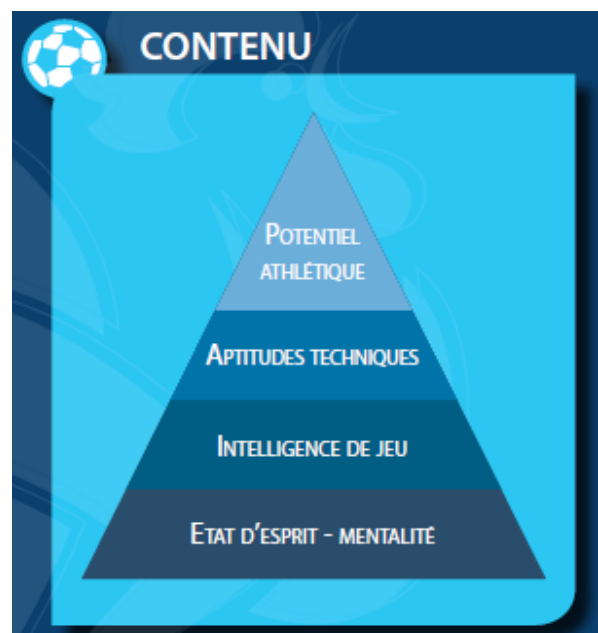 CONTENU
POTENTIEL
ATHLÉTIQUE
APTITUDES TECHNIQUES
INTELLIGENCE DE JEU
ETAT D'ESPRIT - MENTALITÉ